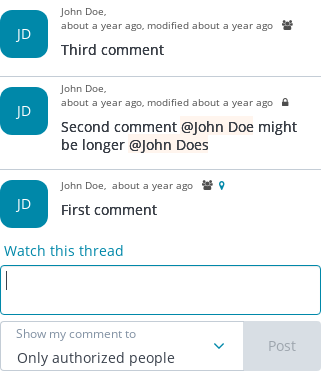 JD
John Doe,
about a year ago, modified about a year ago
Third comment
JD
John Doe,
about a year ago, modified about a year ago
Second comment @John Doe might
be longer @John Does
JD
John Doe, about a year ago
First comment
Watch this thread
Show my comment to
Only authorized people
Post